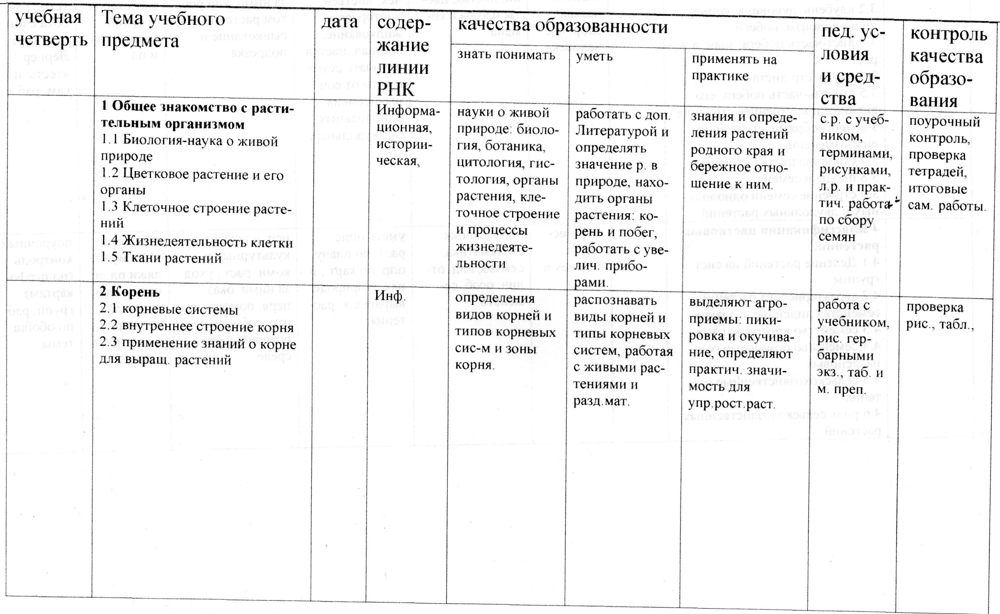 учебная
четверть
Тема учебного
предмета
дата
содер-
жание
линии
РНК
качества образованности
знать понимать
уметь
применять на
практике
пед. ус-
ловия
и сред-
ства
контроль
качества
образо-
вания
1 Общее знакомство с расти-
тельным организмом
1.1 Биология-наука о живой
природе
1.2 Цветковое растение и его
органы
1.3 Клеточное строение расте-
ний
1.4 Жизнедеятельность клетки
1.5 Ткани растений
Информа-
ционная,
истории-
ческая,
науки о живой
природе: биоло-
гия, ботаника,
цитология, гис-
тология, органы
растения, кле-
точное строение
и процессы
жизнедеяте-
льности
работать с доп.
Литературой и
определять
значение р. в
природе, нахо-
дить органы
растения: ко-
рень и побег,
работать с уве-
лич. прибо-
рами.
знания и опреде-
ления растений
родного края и
бережное отно-
шение к ним.
с.р. с учеб-
ником,
терминами,
рисунками,
л.р. и прак-
тич. работа
по сбору
семян
поурочный
контроль,
проверка
тетрадей,
итоговые
сам. работы.
2 Корень
2.1 корневые системы
2.2 внутреннее строение корня
2.3 применение знаний о корне
для выращ. растений
Инф.
определения
видов корней и
типов корневых
сис-м и зоны
корня.
распознавать
виды корней и
типы корневых
систем, работая
с живыми рас-
тениями и
разд.мат.
выделяют агро-
приемы: пики-
ровка и окучива-
ние, определяют
практич. значи-
мость для
упр.рост.раст.
работа с
учебником,
рис. гер-
барными
экз., таб. и
м. преп.
проверка
рис., табл.,